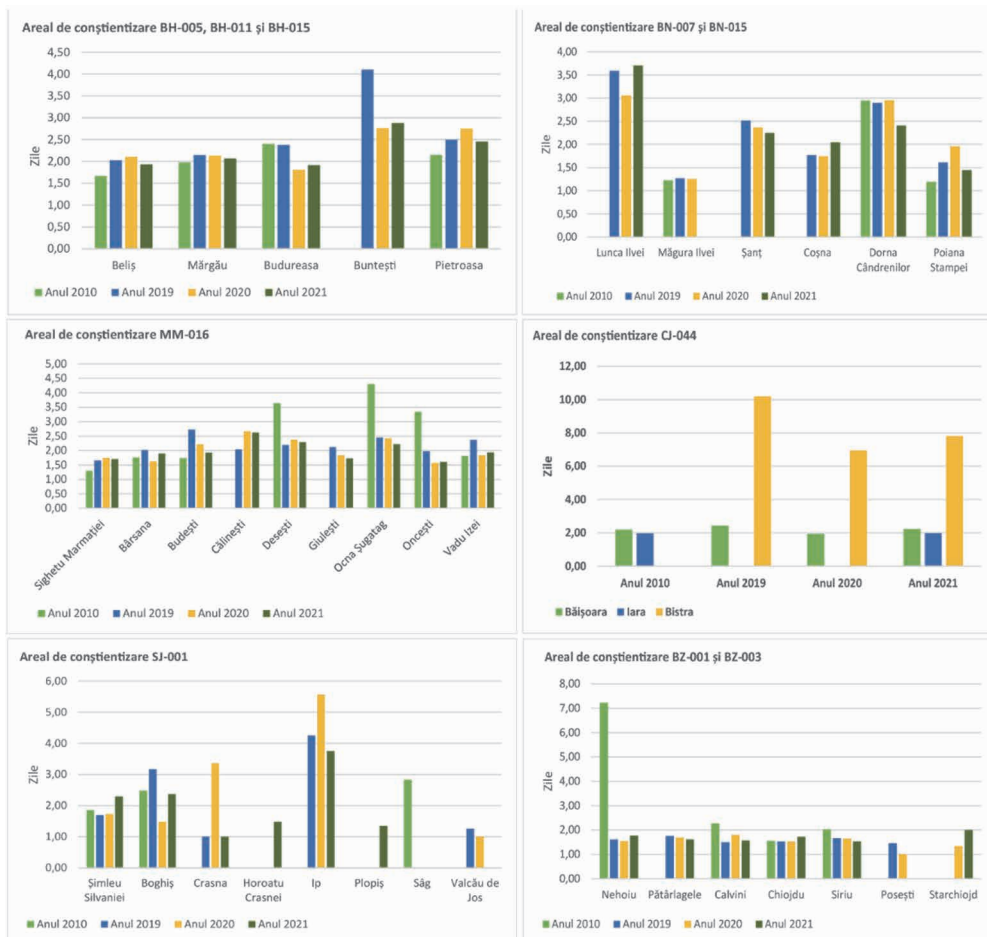 Areal de conștientizare BH-005, BH-011 și BH-015
4,50
4,00
3,50
3,00
2,50
2,00
1,50
1,00
0,50
0,00
Zile
Beliș Mărgău Budureasa Buntești Pietroasa
Anul 2010 Anul 2019 Anul 2020 Anul 2021
Areal de conștientizare BN-007 și BN-015
4,00
3,50
3,00
2,50
2,00
1,50
1,00
0,50
0,00
Zile
Lunca Ilvei Măgura Ilvei Șanț Coșna Dorna Poiana
Cândrenilor Stampei
Anul 2010 Anul 2019 Anul 2020 Anul 2021
Areal de conștientizare MM-016
5,00
4,50
4,00
3,50
3,00
2,50
2,00
1,50
1,00
0,50
0,00
Zile
Sighetu Marmației Bârsana Budești Călinești Desești Giulești Ocna Șugatag Oncești Vadu Izei
Anul 2010 Anul 2019 Anul 2020 Anul 2021
Areal de conștientizare CJ-044
12,00
10,00
8,00
6,00
4,00
2,00
0,00
Zile
Anul 2010 Anul 2019 Anul 2020 Anul 2021
Băișoara Iara Bistra
Areal de conștientizare SJ-001
6,00
5,00
4,00
3,00
2,00
1,00
0,00
Zile
Șimleu Boghiș Crasna Horoatu Ip Plopiș Sâg Valcău de
Silvaniei Crasnei Jos
Anul 2010 Anul 2019 Anul 2020 Anul 2021
Areal de conștientizare BZ-001 și BZ-003
8,00
7,00
6,00
5,00
4,00
3,00
2,00
1,00
0,00
Zile
Nehoiu Pătârlagele Calvini Chiojdu Siriu Posești Starchiojd
Anul 2010 Anul 2019 Anul 2020 Anul 2021